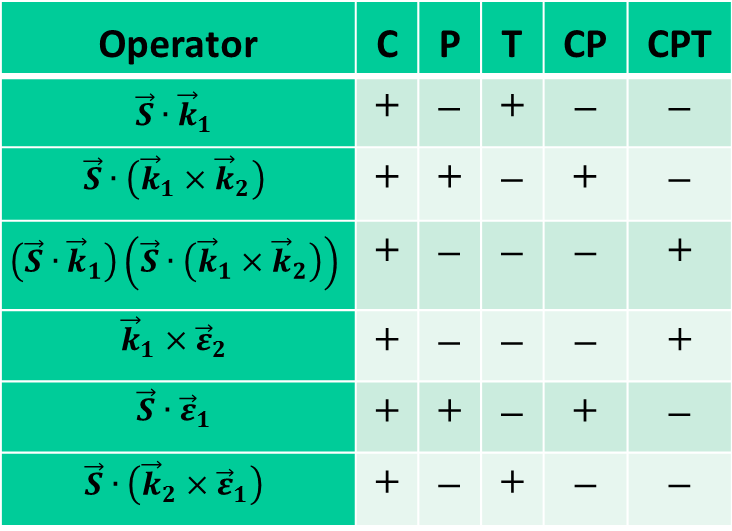 Operator C P T CP CPT
S⃗ · k⃗₁ + − + − −
S⃗ · (k⃗₁ × k⃗₂) + + − + −
(S⃗ · k⃗₁)(S⃗ · (k⃗₁ × k⃗₂)) + − − − +
k⃗₁ × ε⃗₂ + − − − +
S⃗ · ε⃗₁ + + − + −
S⃗ · (k⃗₂ × ε⃗₁) + − + − −